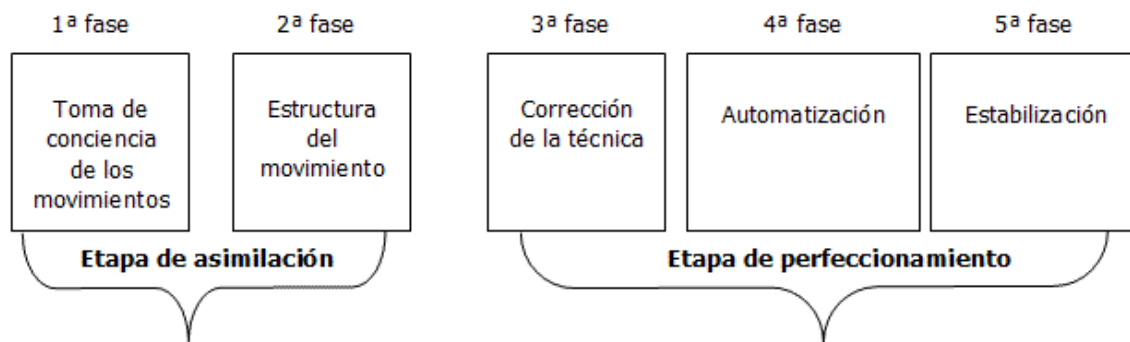 1ª fase
2ª fase
3ª fase
4ª fase
5ª fase
Toma de
conciencia
de los
movimientos
Estructura
del
movimiento
Corrección
de la técnica
Automatización
Estabilización
Etapa de asimilación
Etapa de perfeccionamiento